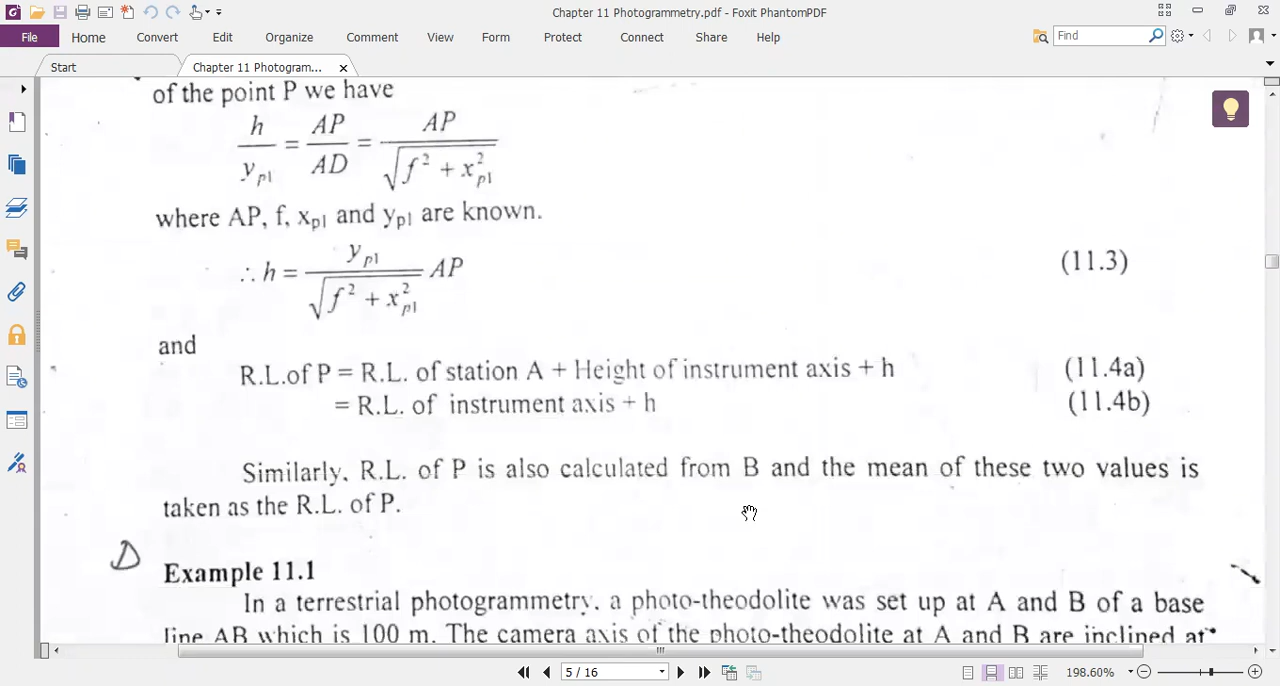 Chapter 11 Photogrammetry.pdf - Foxit PhantomPDF
File Home Convert Edit Organize Comment View Form Protect Connect Share Help Find
Start Chapter 11 Photogram...
of the point P we have
h / y_p1 = AP / AD = AP / √(f² + x²_p1)
where AP, f, x_p1 and y_p1 are known.
∴ h = y_p1 / √(f² + x²_p1) AP (11.3)
and
R.L.of P = R.L. of station A + Height of instrument axis + h (11.4a)
= R.L. of instrument axis + h (11.4b)
Similarly, R.L. of P is also calculated from B and the mean of these two values is
taken as the R.L. of P.
D
Example 11.1
In a terrestrial photogrammetry, a photo-theodolite was set up at A and B of a base
line AB which is 100 m. The camera axis of the photo-theodolite at A and B are inclined at
5 / 16 198.60%